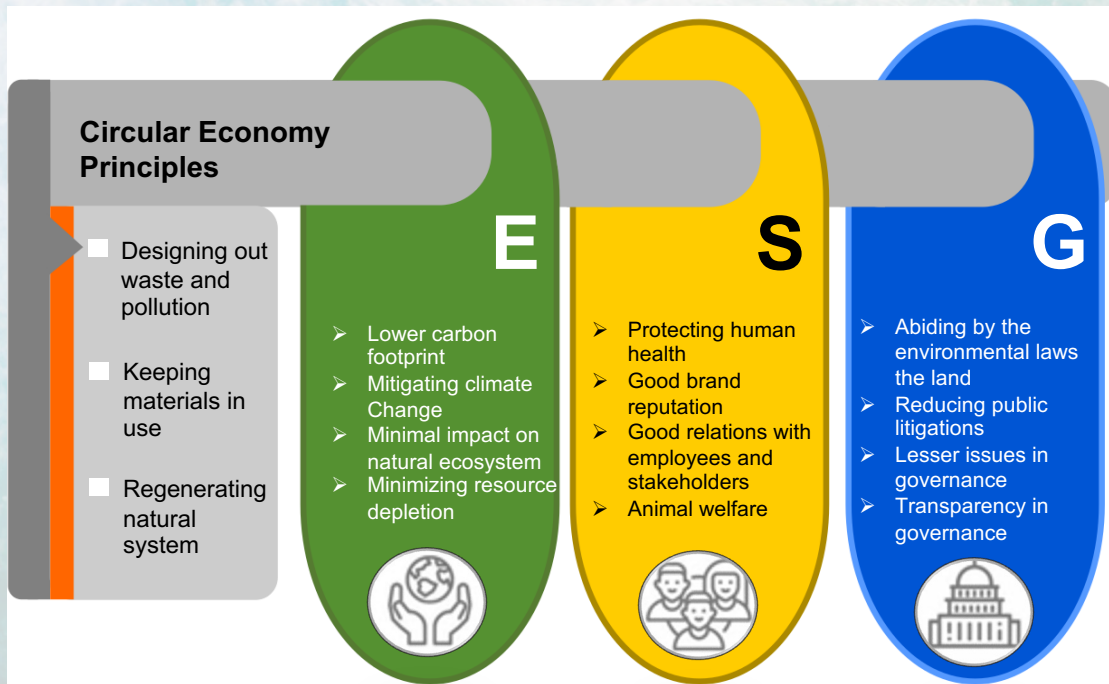 Circular Economy
Principles
Designing out
waste and
pollution
Keeping
materials in
use
Regenerating
natural
system
E
➢ Lower carbon
footprint
➢ Mitigating climate
Change
➢ Minimal impact on
natural ecosystem
➢ Minimizing resource
depletion
S
➢ Protecting human
health
➢ Good brand
reputation
➢ Good relations with
employees and
stakeholders
➢ Animal welfare
G
➢ Abiding by the
environmental laws
the land
➢ Reducing public
litigations
➢ Lesser issues in
governance
➢ Transparency in
governance